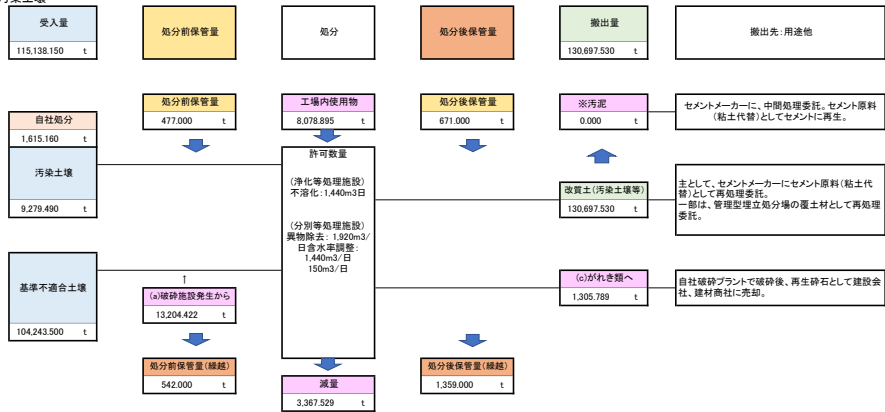 汚染土壌
受入量
115,138.150 t
処分前保管量
処分
処分後保管量
搬出量
130,697.530 t
搬出先:用途他
自社処分
1,615.160 t
汚染土壌
9,279.490 t
基準不適合土壌
104,243.500 t
処分前保管量
477.000 t
↑
(a)破砕施設発生から
13,204.422 t
処分前保管量(繰越)
542.000 t
工場内使用物
8,078.895 t
許可数量
(浄化等処理施設)
不溶化:1,440m3日
(分別等処理施設)
異物除去: 1,920m3/
日含水率調整:
1,440m3/日
150m3/日
減量
3,367.529 t
処分後保管量
671.000 t
処分後保管量(繰越)
1,359.000 t
※汚泥
0.000 t
セメントメーカーに、中間処理委託。セメント原料
(粘土代替)としてセメントに再生。
改質土(汚染土壌等)
130,697.530 t
主として、セメントメーカーにセメント原料(粘土代
替)として再処理委託。
一部は、管理型埋立処分場の覆土材として再処理
委託。
(c)がれき類へ
1,305.789 t
自社破砕プラントで破砕後、再生砕石として建設会
社、建材商社に売却。